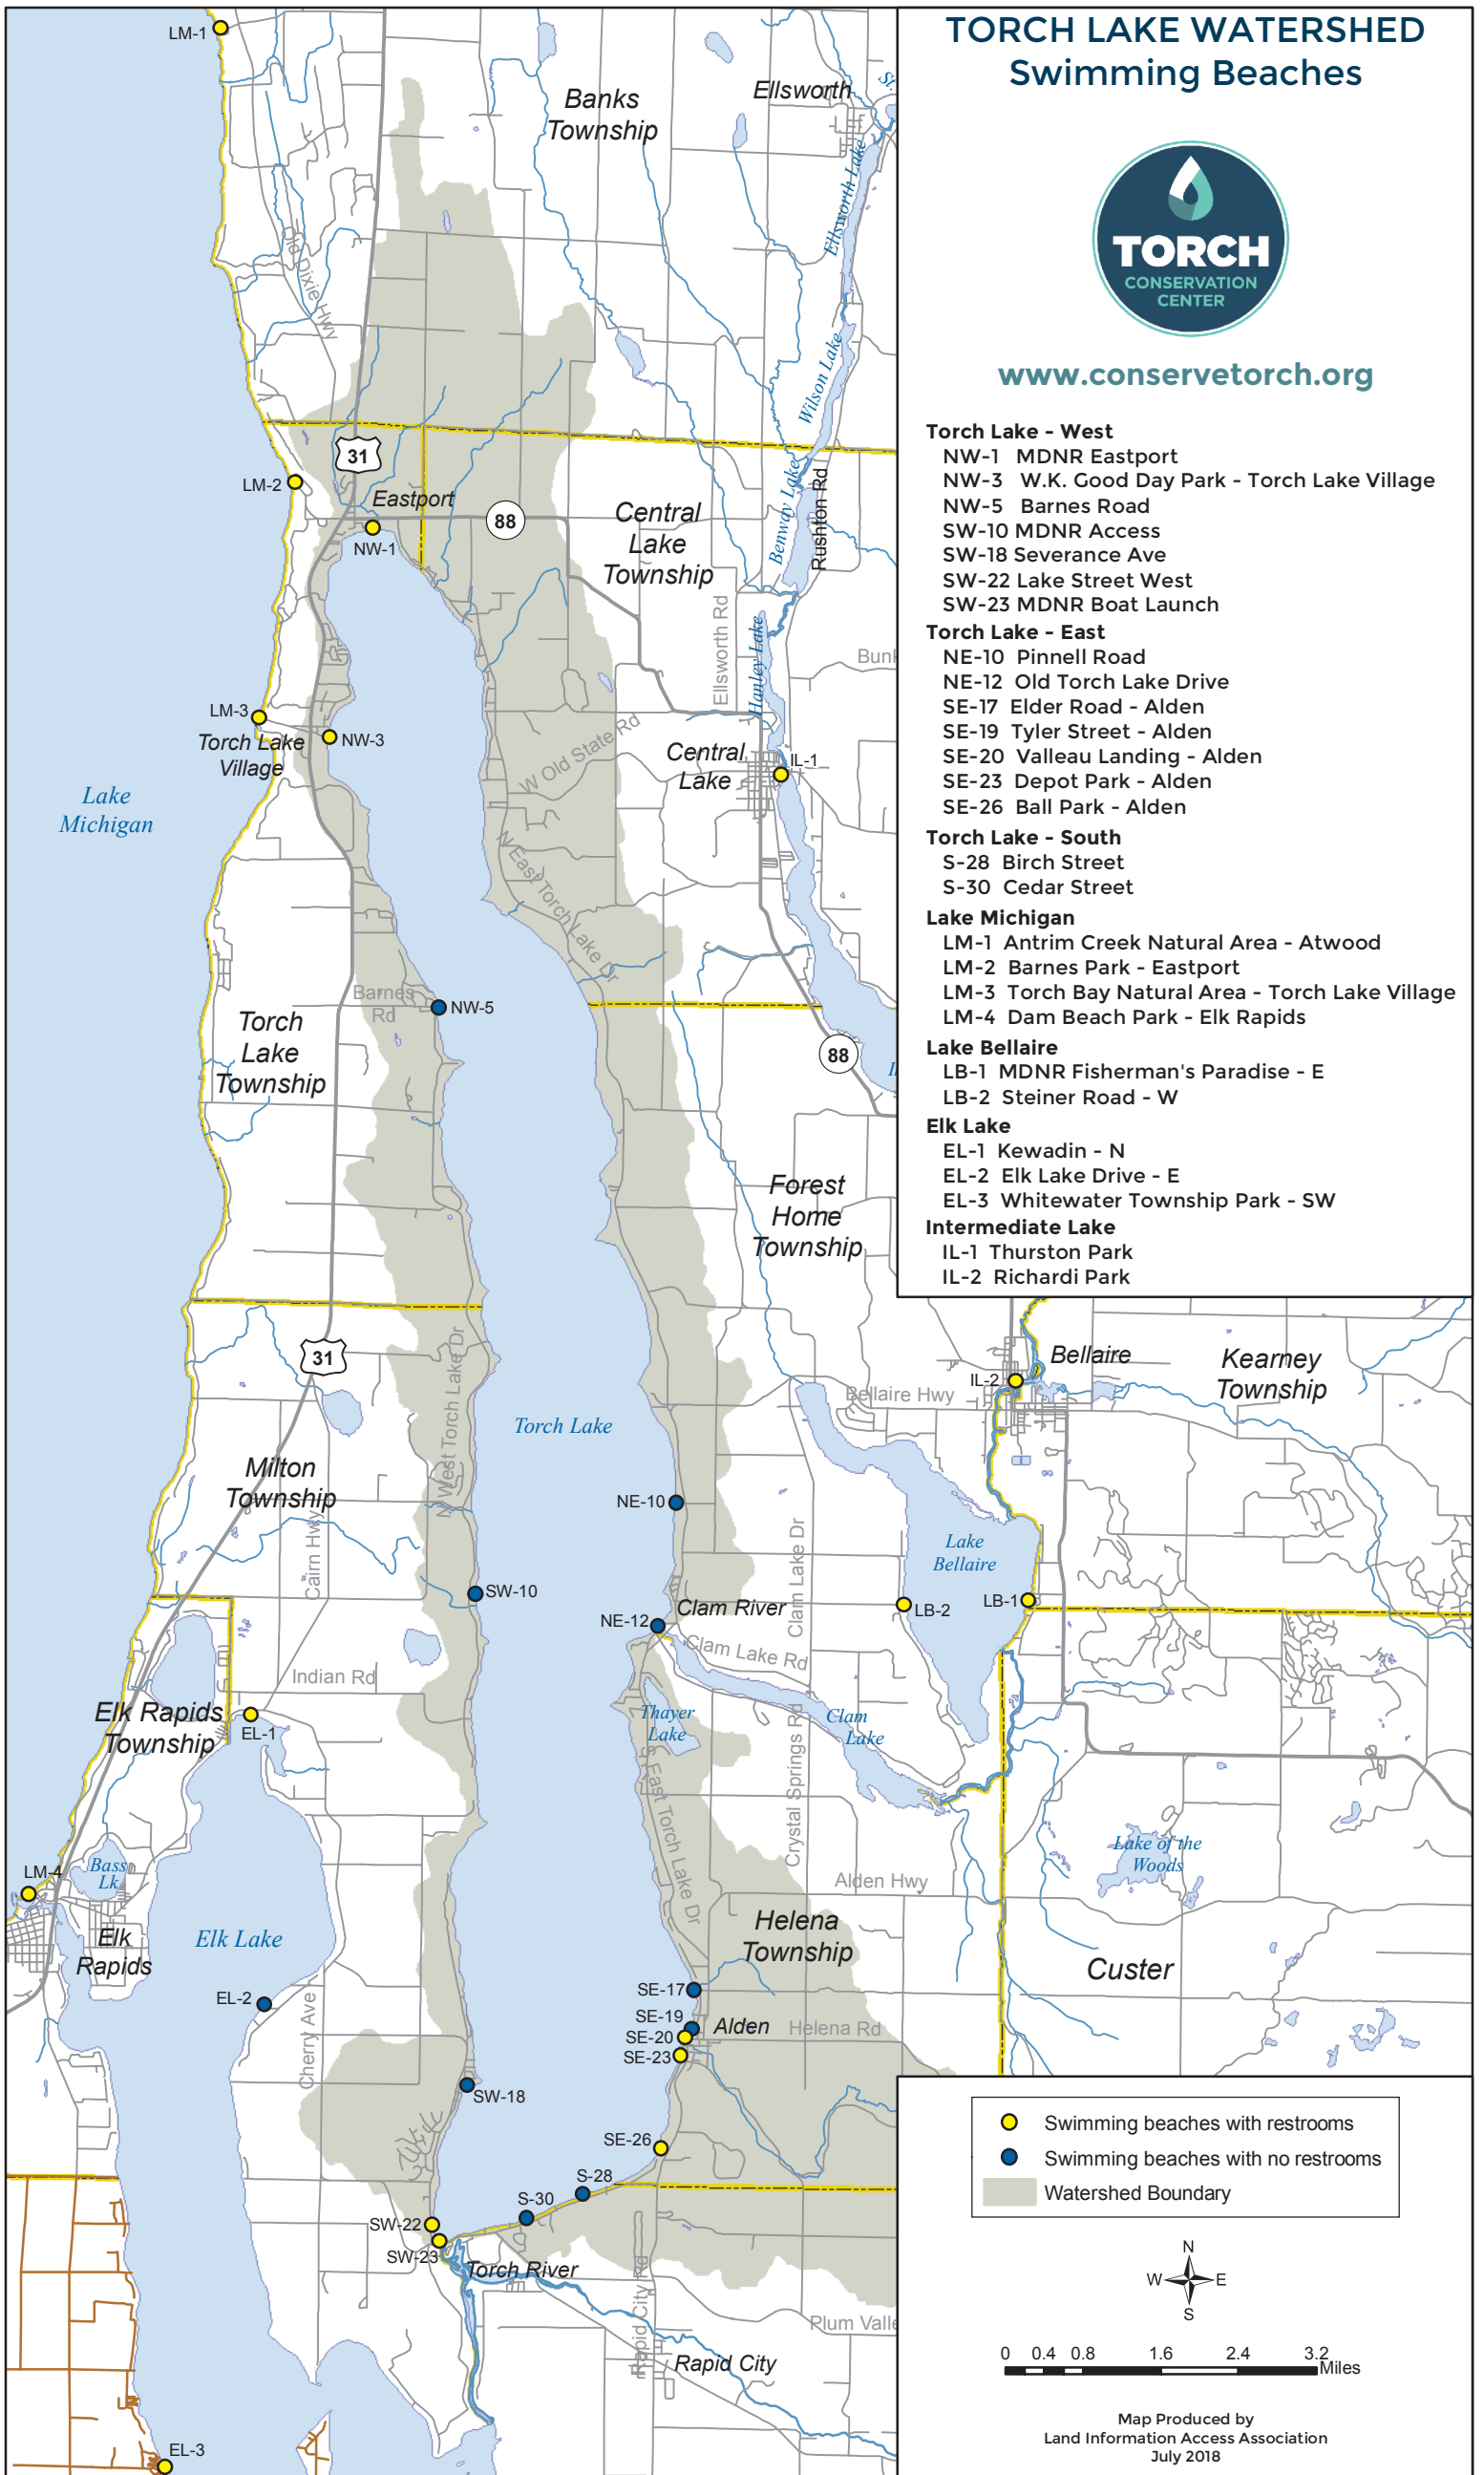 TORCH LAKE WATERSHED
Swimming Beaches
TORCH
CONSERVATION
CENTER
www.conservetorch.org
Torch Lake - West
NW-1 MDNR Eastport
NW-3 W.K. Good Day Park - Torch Lake Village
NW-5 Barnes Road
SW-10 MDNR Access
SW-18 Severance Ave
SW-22 Lake Street West
SW-23 MDNR Boat Launch
Torch Lake - East
NE-10 Pinnell Road
NE-12 Old Torch Lake Drive
SE-17 Elder Road - Alden
SE-19 Tyler Street - Alden
SE-20 Valleau Landing - Alden
SE-23 Depot Park - Alden
SE-26 Ball Park - Alden
Torch Lake - South
S-28 Birch Street
S-30 Cedar Street
Lake Michigan
LM-1 Antrim Creek Natural Area - Atwood
LM-2 Barnes Park - Eastport
LM-3 Torch Bay Natural Area - Torch Lake Village
LM-4 Dam Beach Park - Elk Rapids
Lake Bellaire
LB-1 MDNR Fisherman's Paradise - E
LB-2 Steiner Road - W
Elk Lake
EL-1 Kewadin - N
EL-2 Elk Lake Drive - E
EL-3 Whitewater Township Park - SW
Intermediate Lake
IL-1 Thurston Park
IL-2 Richardi Park
LM-1
Banks
Township
Ellsworth
St.
Ellsworth Lake
Old Dixie Hwy
Wilson Lake
31
LM-2
Eastport
88
NW-1
Central
Lake
Township
Benway Lake
Rushton Rd
Ellsworth Rd
Hanley Lake
Bunk
LM-3
Torch Lake
Village
NW-3
W Old State Rd
Central
Lake
IL-1
Lake
Michigan
N East Torch Lake Dr
Barnes
Rd
NW-5
Torch
Lake
Township
88
Forest
Home
Township
31
N West Torch Lake Dr
Torch Lake
Bellaire Hwy
IL-2
Bellaire
Kearney
Township
Milton
Township
Cairn Hwy
NE-10
Clam Lake Dr
Lake
Bellaire
SW-10
NE-12
Clam River
LB-2
LB-1
Clam Lake Rd
Indian Rd
Elk Rapids
Township
EL-1
Thayer
Lake
Clam
Lake
Crystal Springs Rd
S East Torch Lake Dr
Lake of the
Woods
LM-4
Bass
Lk
Alden Hwy
Elk
Rapids
Elk Lake
Helena
Township
Custer
EL-2
Cherry Ave
SE-17
SE-19
SE-20
SE-23
Alden
Helena Rd
SW-18
SE-26
S-28
S-30
SW-22
SW-23
Torch River
Rapid City Rd
Plum Valle
Rapid City
EL-3
Swimming beaches with restrooms
Swimming beaches with no restrooms
Watershed Boundary
N
W E
S
0 0.4 0.8 1.6 2.4 3.2
Miles
Map Produced by
Land Information Access Association
July 2018